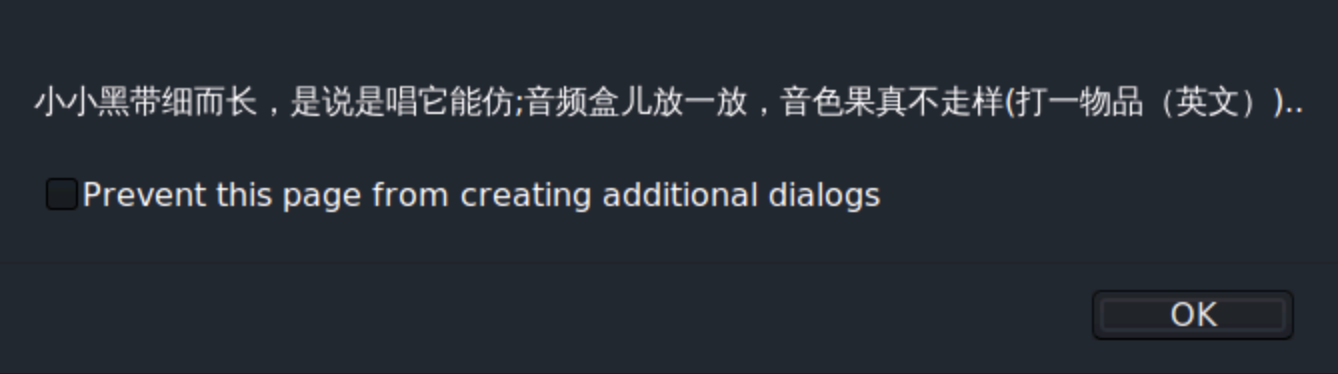 小小黑带细而长，是说是唱它能仿;音频盒儿放一放，音色果真不走样(打一物品（英文）)..
Prevent this page from creating additional dialogs
OK